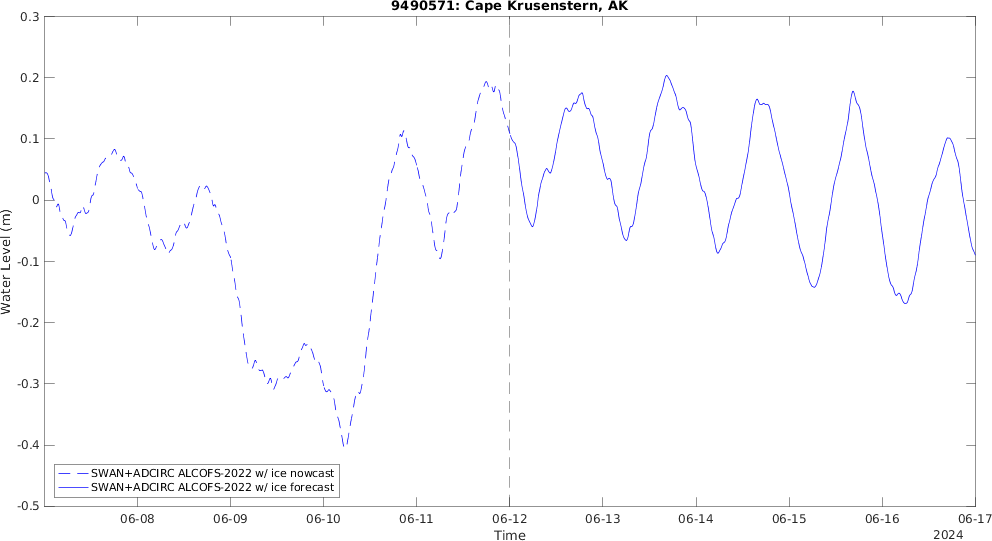 9490571: Cape Krusenstern, AK
0.3
0.2
0.1
0
-0.1
-0.2
-0.3
-0.4
-0.5
Water Level (m)
SWAN+ADCIRC ALCOFS-2022 w/ ice nowcast
SWAN+ADCIRC ALCOFS-2022 w/ ice forecast
06-08 06-09 06-10 06-11 06-12 06-13 06-14 06-15 06-16 06-17
Time
2024